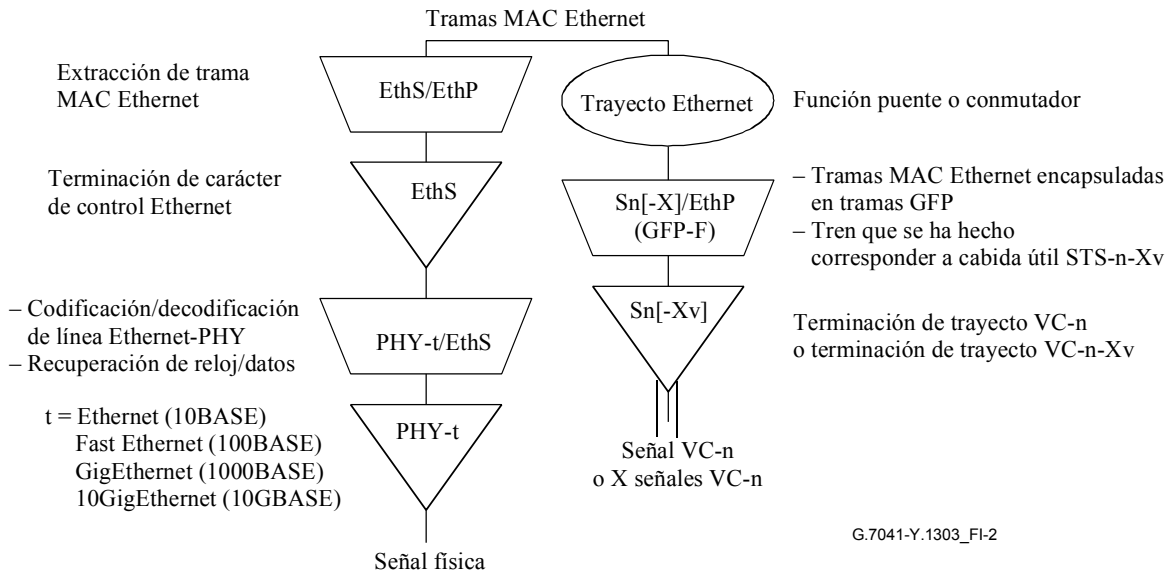 Tramas MAC Ethernet
Extracción de trama
MAC Ethernet
EthS/EthP
Trayecto Ethernet
Función puente o conmutador
Terminación de carácter
de control Ethernet
EthS
Sn[-X]/EthP
(GFP-F)
– Tramas MAC Ethernet encapsuladas
en tramas GFP
– Tren que se ha hecho
corresponder a cabida útil STS-n-Xv
– Codificación/decodificación
de línea Ethernet-PHY
– Recuperación de reloj/datos
PHY-t/EthS
Sn[-Xv]
Terminación de trayecto VC-n
o terminación de trayecto VC-n-Xv
t = Ethernet (10BASE)
Fast Ethernet (100BASE)
GigEthernet (1000BASE)
10GigEthernet (10GBASE)
PHY-t
Señal VC-n
o X señales VC-n
Señal física
G.7041-Y.1303_FI-2